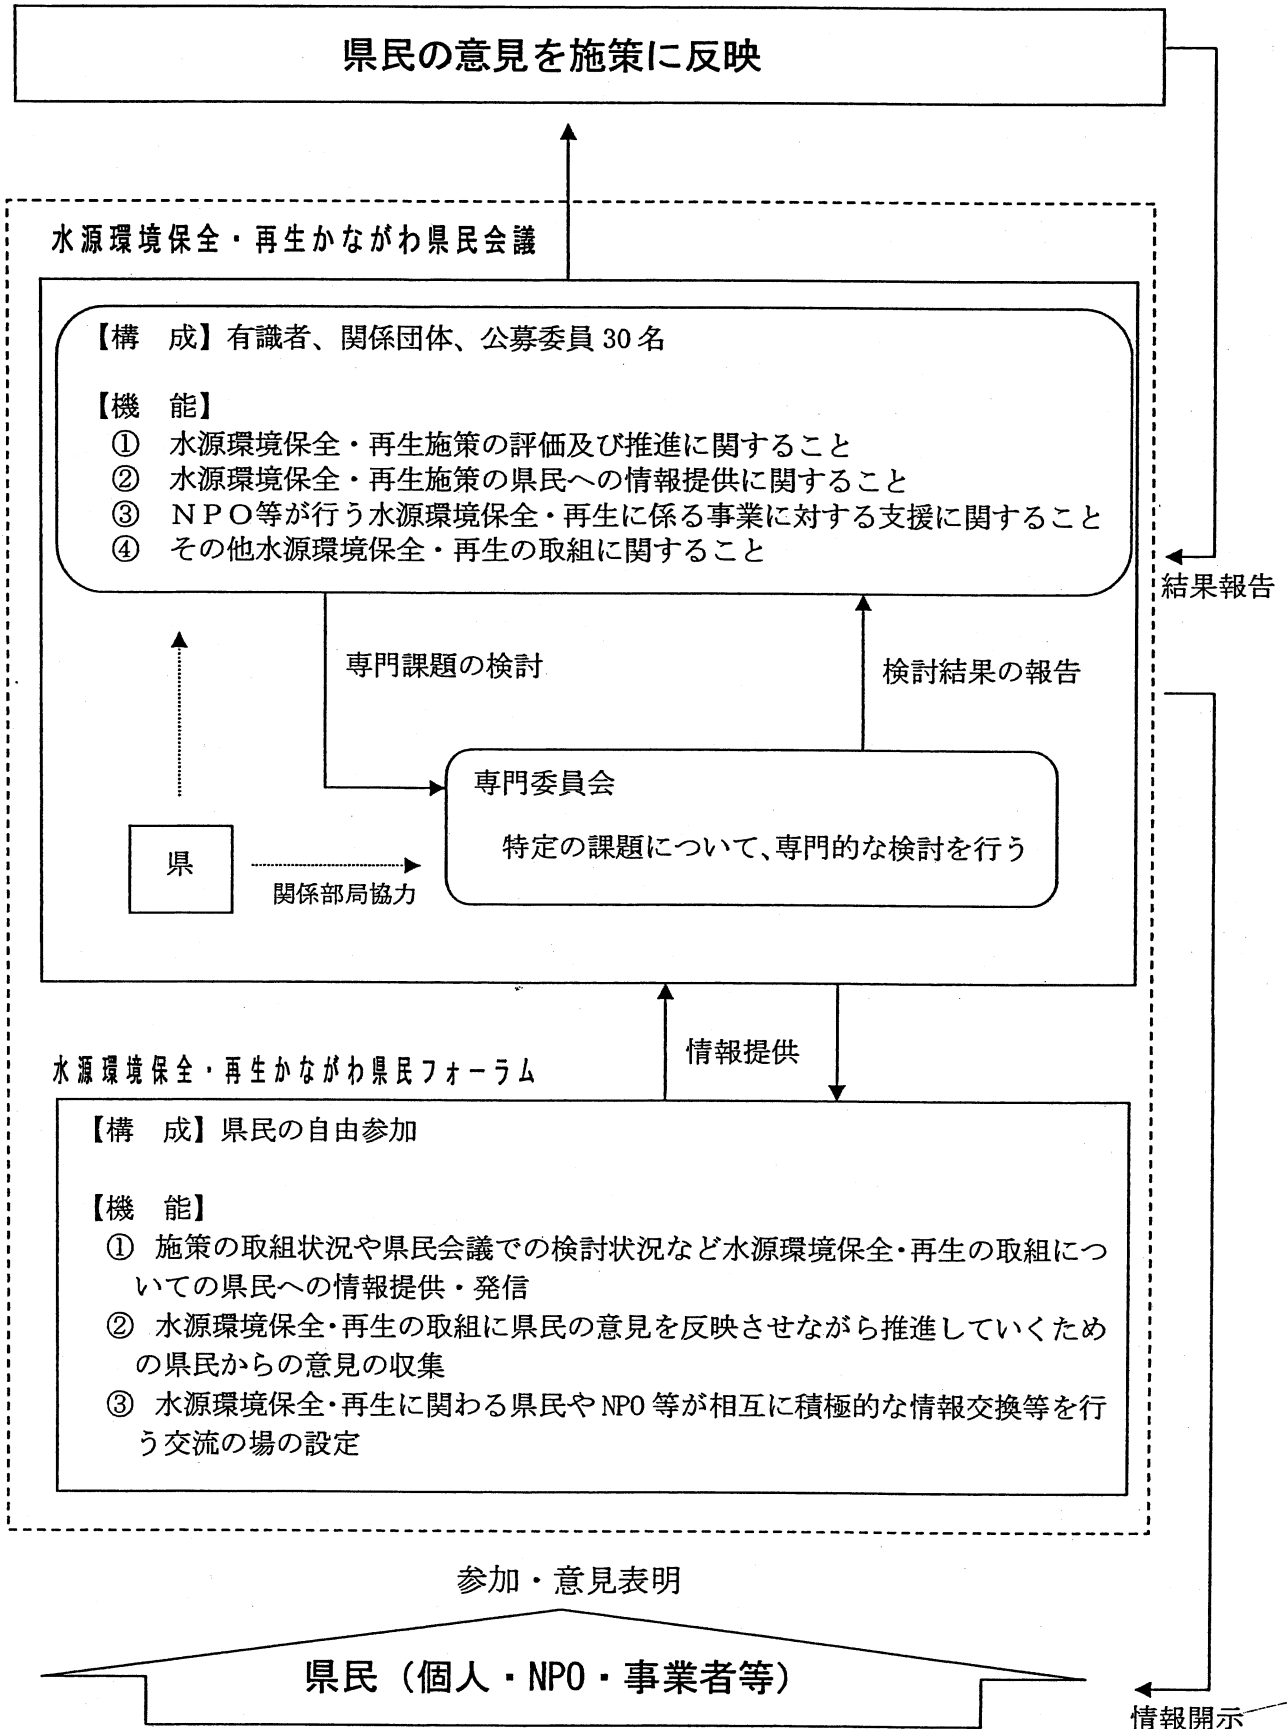 県民の意見を施策に反映
水源環境保全・再生かながわ県民会議
【構　成】有識者、関係団体、公募委員 30 名
【機　能】
①　水源環境保全・再生施策の評価及び推進に関すること
②　水源環境保全・再生施策の県民への情報提供に関すること
③　ＮＰＯ等が行う水源環境保全・再生に係る事業に対する支援に関すること
④　その他水源環境保全・再生の取組に関すること
結果報告
専門課題の検討
検討結果の報告
専門委員会
特定の課題について、専門的な検討を行う
県
関係部局協力
情報提供
水源環境保全・再生かながわ県民フォーラム
【構　成】県民の自由参加
【機　能】
①　施策の取組状況や県民会議での検討状況など水源環境保全・再生の取組につ
いての県民への情報提供・発信
②　水源環境保全・再生の取組に県民の意見を反映させながら推進していくため
の県民からの意見の収集
③　水源環境保全・再生に関わる県民や NPO 等が相互に積極的な情報交換等を行
う交流の場の設定
参加・意見表明
県民（個人・NPO・事業者等）
情報開示